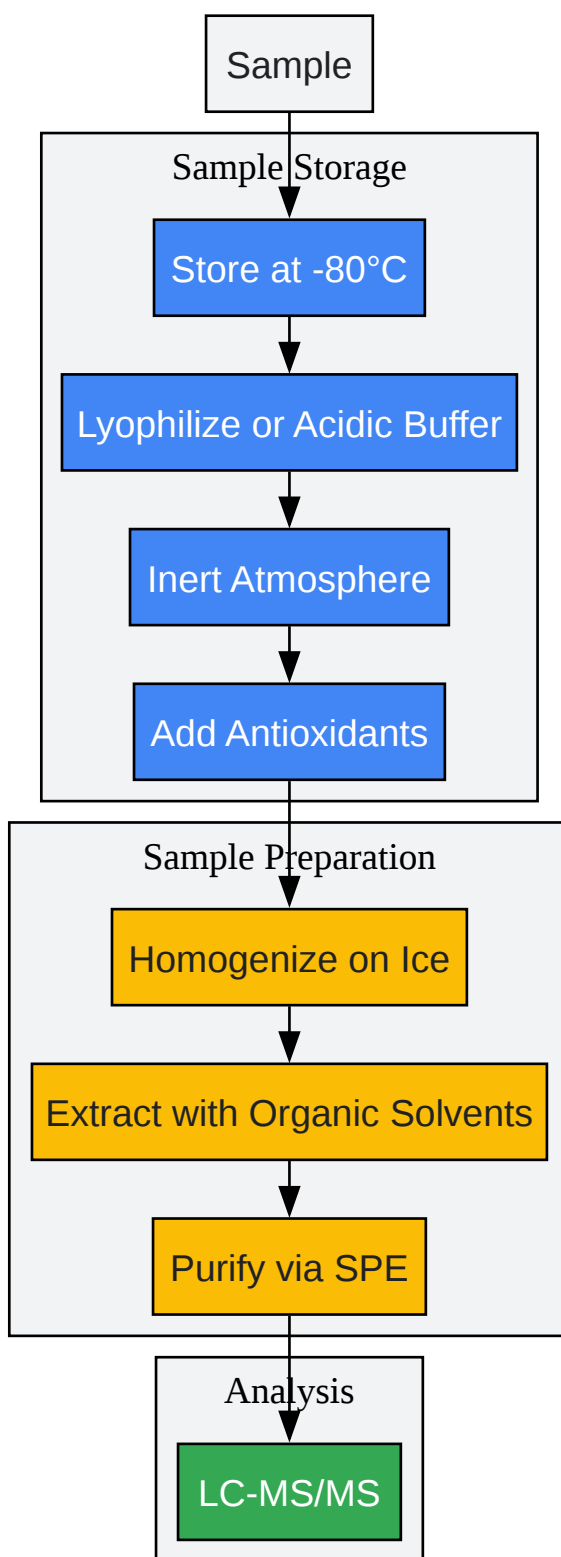 Sample
Sample Storage
Store at -80°C
Lyophilize or Acidic Buffer
Inert Atmosphere
Add Antioxidants
Sample Preparation
Homogenize on Ice
Extract with Organic Solvents
Purify via SPE
Analysis
LC-MS/MS